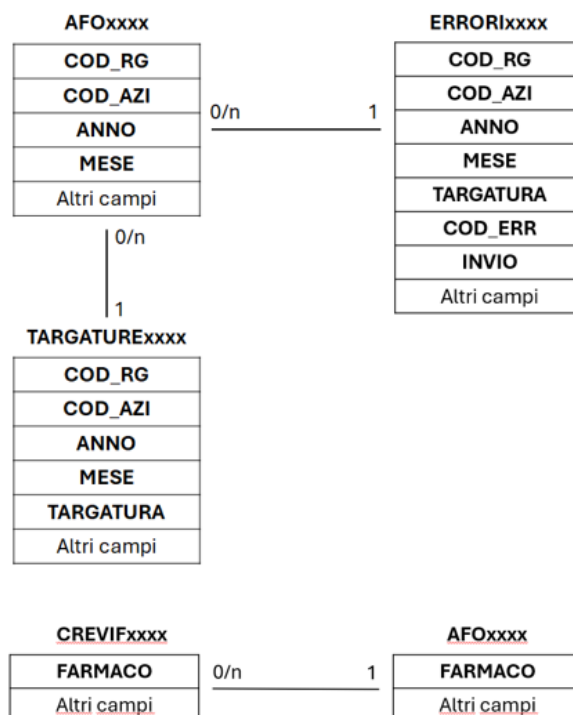 AFOxxxx
COD_RG
COD_AZI
ANNO
MESE
Altri campi
0/n
1
ERRORIxxxx
COD_RG
COD_AZI
ANNO
MESE
TARGATURA
COD_ERR
INVIO
Altri campi
0/n
1
TARGATURExxxx
COD_RG
COD_AZI
ANNO
MESE
TARGATURA
Altri campi
CREVIFxxxx
FARMACO
Altri campi
0/n
1
AFOxxxx
FARMACO
Altri campi